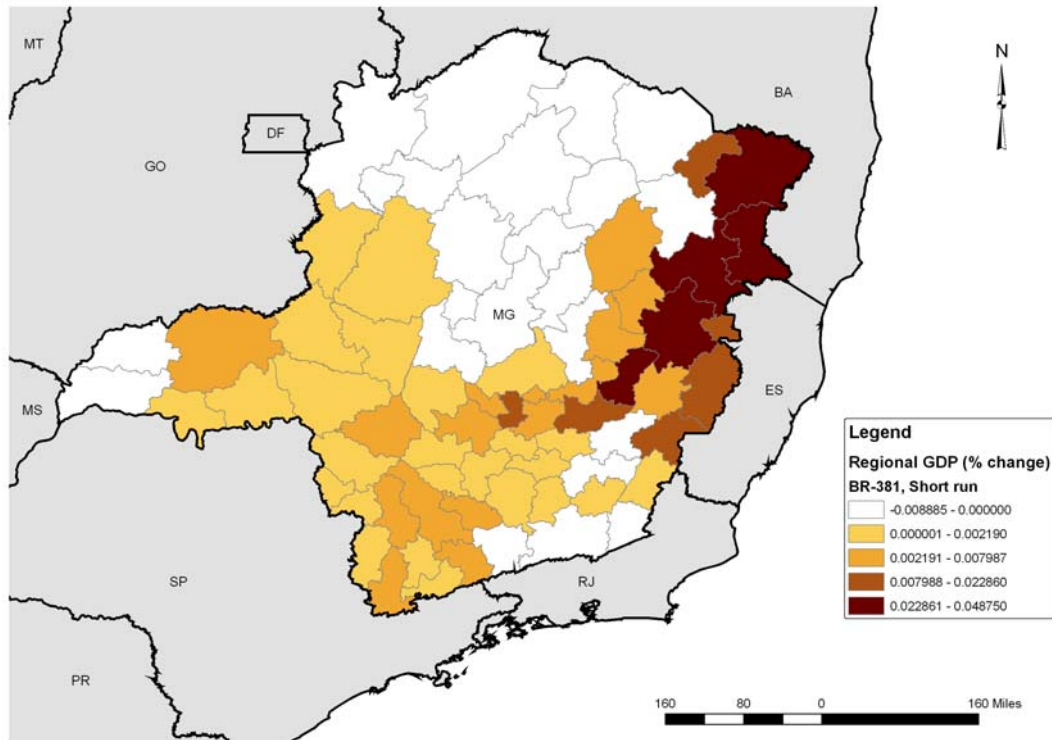 MT
N
BA
DF
GO
MG
MS
ES
Legend
Regional GDP (% change)
BR-381, Short run
-0.008885 - 0.000000
0.000001 - 0.002190
0.002191 - 0.007987
0.007988 - 0.022860
0.022861 - 0.048750
SP
RJ
PR
160 80 0 160 Miles